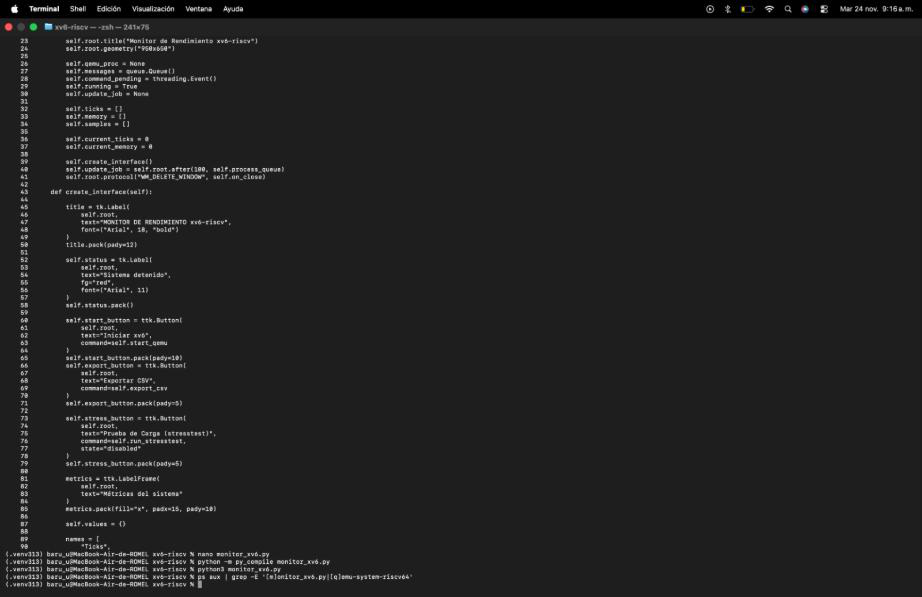 Terminal Shell Edición Visualización Ventana Ayuda Mar 24 nov. 9:16 a.m.
xv6-riscv — -zsh — 241×75
23 self.root.title("Monitor de Rendimiento xv6-riscv")
24 self.root.geometry("950x650")
25
26 self.qemu_proc = None
27 self.messages = queue.Queue()
28 self.command_pending = threading.Event()
29 self.running = True
30 self.update_job = None
31
32 self.ticks = []
33 self.memory = []
34 self.samples = []
35
36 self.current_ticks = 0
37 self.current_memory = 0
38
39 self.create_interface()
40 self.update_job = self.root.after(100, self.process_queue)
41 self.root.protocol("WM_DELETE_WINDOW", self.on_close)
42
43 def create_interface(self):
44
45 title = tk.Label(
46 self.root,
47 text="MONITOR DE RENDIMIENTO xv6-riscv",
48 font=("Arial", 18, "bold")
49 )
50 title.pack(pady=12)
51
52 self.status = tk.Label(
53 self.root,
54 text="Sistema detenido",
55 fg="red",
56 font=("Arial", 11)
57 )
58 self.status.pack()
59
60 self.start_button = ttk.Button(
61 self.root,
62 text="Iniciar xv6",
63 command=self.start_qemu
64 )
65 self.start_button.pack(pady=10)
66 self.export_button = ttk.Button(
67 self.root,
68 text="Exportar CSV",
69 command=self.export_csv
70 )
71 self.export_button.pack(pady=5)
72
73 self.stress_button = ttk.Button(
74 self.root,
75 text="Prueba de Carga (stresstest)",
76 command=self.run_stresstest,
77 state="disabled"
78 )
79 self.stress_button.pack(pady=5)
80
81 metrics = ttk.LabelFrame(
82 self.root,
83 text="Métricas del sistema"
84 )
85 metrics.pack(fill="x", padx=15, pady=10)
86
87 self.values = {}
88
89 names = [
90 "Ticks",
(.venv313) baru_u@MacBook-Air-de-ROMEL xv6-riscv % nano monitor_xv6.py
(.venv313) baru_u@MacBook-Air-de-ROMEL xv6-riscv % python -m py_compile monitor_xv6.py
(.venv313) baru_u@MacBook-Air-de-ROMEL xv6-riscv % python3 monitor_xv6.py
(.venv313) baru_u@MacBook-Air-de-ROMEL xv6-riscv % ps aux | grep -E '[m]onitor_xv6.py|[q]emu-system-riscv64'
(.venv313) baru_u@MacBook-Air-de-ROMEL xv6-riscv %